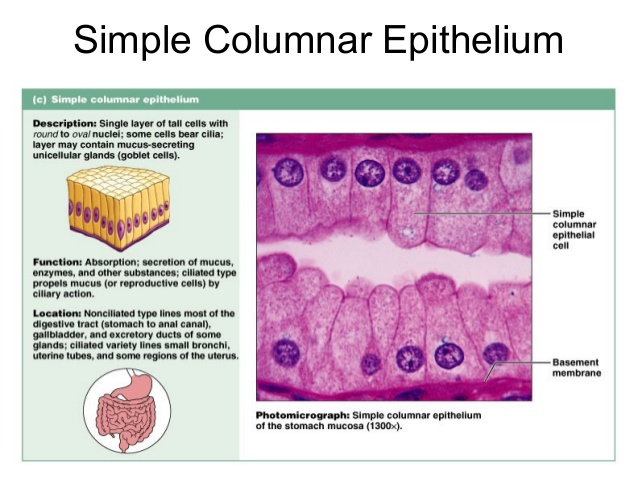 Simple Columnar Epithelium
(c) Simple columnar epithelium
Description: Single layer of tall cells with
round to oval nuclei; some cells bear cilia;
layer may contain mucus-secreting
unicellular glands (goblet cells).
Function: Absorption; secretion of mucus,
enzymes, and other substances; ciliated type
propels mucus (or reproductive cells) by
ciliary action.
Location: Nonciliated type lines most of the
digestive tract (stomach to anal canal),
gallbladder, and excretory ducts of some
glands; ciliated variety lines small bronchi,
uterine tubes, and some regions of the uterus.
Simple
columnar
epithelial
cell
Basement
membrane
Photomicrograph: Simple columnar epithelium
of the stomach mucosa (1300×).